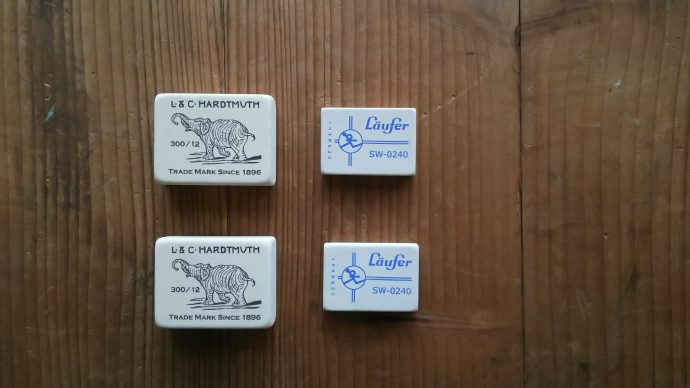 L·& C· HARDTMUTH
300/12
TRADE MARK SINCE 1896
GERMANY
Läufer
SW-0240
L·& C· HARDTMUTH
300/12
TRADE MARK SINCE 1896
GERMANY
Läufer
SW-0240